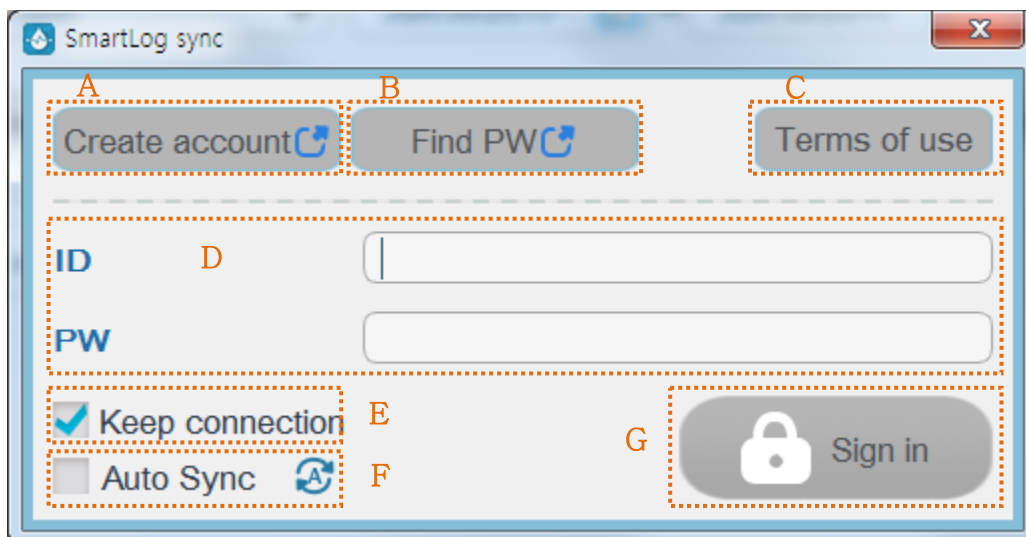 SmartLog sync
A B C
Create account Find PW Terms of use
ID D
PW
Keep connection E
G Sign in
Auto Sync A F